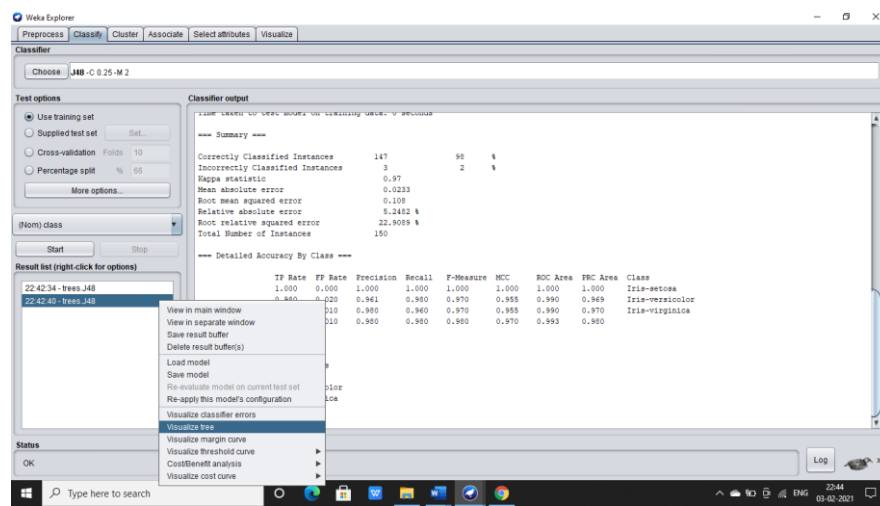 Weka Explorer
Preprocess Classify Cluster Associate Select attributes Visualize
Classifier
Choose J48 -C 0.25 -M 2
Test options
Use training set
Supplied test set Set...
Cross-validation Folds 10
Percentage split % 66
More options...
(Nom) class
Start Stop
Result list (right-click for options)
22:42:34 - trees.J48
22:42:40 - trees.J48
Classifier output
Time taken to test model on training data: 0 seconds
=== Summary ===
Correctly Classified Instances 147 98 %
Incorrectly Classified Instances 3 2 %
Kappa statistic 0.97
Mean absolute error 0.0233
Root mean squared error 0.108
Relative absolute error 5.2482 %
Root relative squared error 22.9089 %
Total Number of Instances 150
=== Detailed Accuracy By Class ===
TP Rate FP Rate Precision Recall F-Measure MCC ROC Area PRC Area Class
1.000 0.000 1.000 1.000 1.000 1.000 1.000 1.000 Iris-setosa
0.980 0.020 0.961 0.980 0.970 0.955 0.990 0.969 Iris-versicolor
010 0.980 0.960 0.970 0.955 0.990 0.970 Iris-virginica
010 0.980 0.980 0.980 0.970 0.993 0.980
olor
ica
View in main window
View in separate window
Save result buffer
Delete result buffer(s)
Load model
Save model
Re-evaluate model on current test set
Re-apply this model's configuration
Visualize classifier errors
Visualize tree
Visualize margin curve
Visualize threshold curve
Cost/Benefit analysis
Visualize cost curve
Status
OK
Log
x
Type here to search
ENG
22:44
03-02-2021